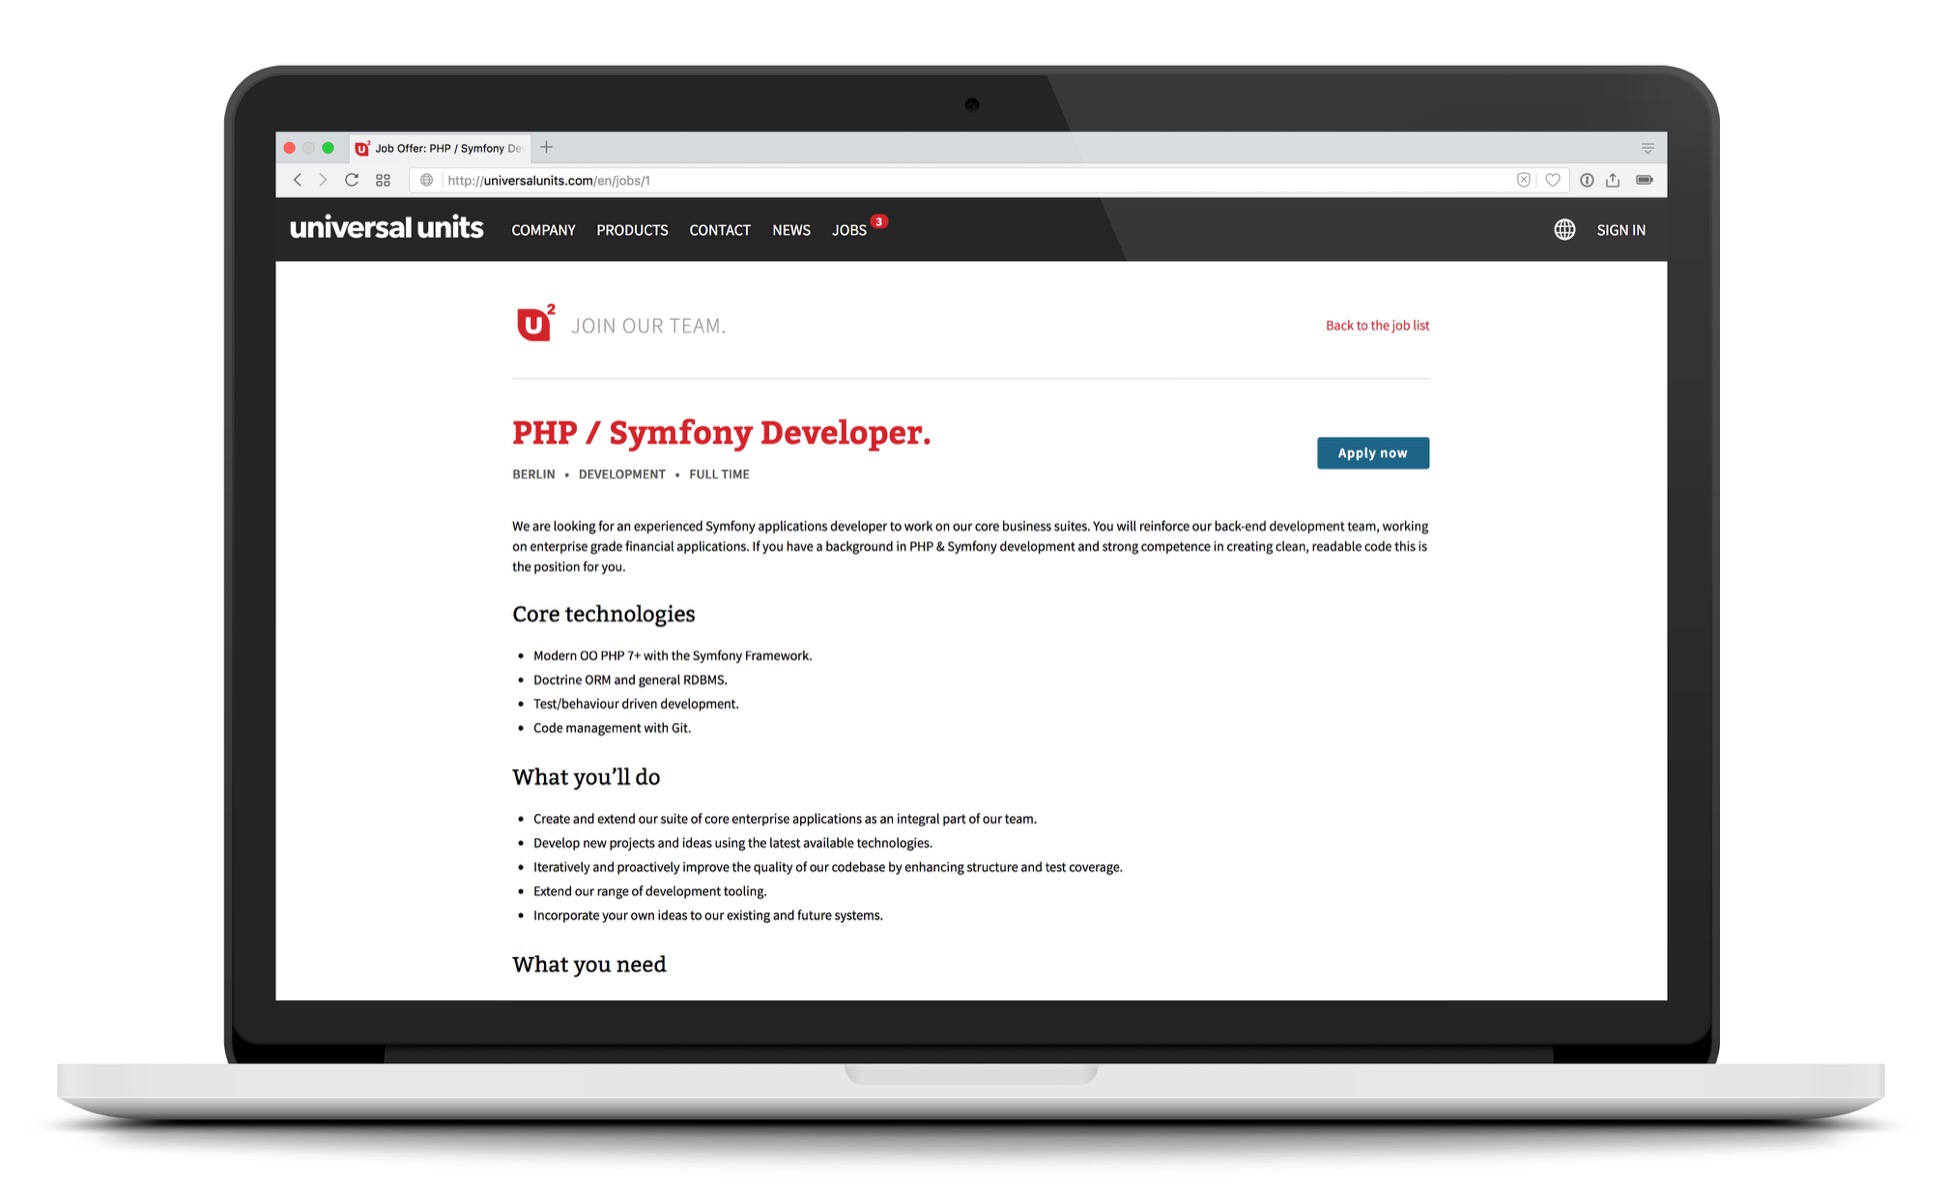 Job Offer: PHP / Symfony De
http://universalunits.com/en/jobs/1
universal units COMPANY PRODUCTS CONTACT NEWS JOBS 3 SIGN IN
u² JOIN OUR TEAM. Back to the job list
PHP / Symfony Developer.
Apply now
BERLIN • DEVELOPMENT • FULL TIME
We are looking for an experienced Symfony applications developer to work on our core business suites. You will reinforce our back-end development team, working
on enterprise grade financial applications. If you have a background in PHP & Symfony development and strong competence in creating clean, readable code this is
the position for you.
Core technologies
• Modern OO PHP 7+ with the Symfony Framework.
• Doctrine ORM and general RDBMS.
• Test/behaviour driven development.
• Code management with Git.
What you’ll do
• Create and extend our suite of core enterprise applications as an integral part of our team.
• Develop new projects and ideas using the latest available technologies.
• Iteratively and proactively improve the quality of our codebase by enhancing structure and test coverage.
• Extend our range of development tooling.
• Incorporate your own ideas to our existing and future systems.
What you need